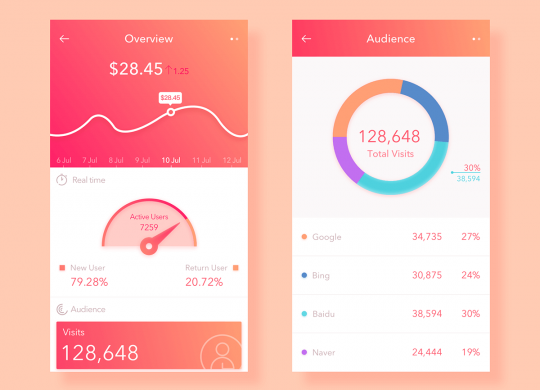 Overview
$28.45 ↑1.25
$28.45
6 Jul 7 Jul 8 Jul 9 Jul 10 Jul 11 Jul 12 Jul
Real time
Active Users
7259
New User Return User
79.28% 20.72%
Audience
Visits
128,648
Audience
128,648
Total Visits
30%
38,594
Google 34,735 27%
Bing 30,875 24%
Baidu 38,594 30%
Naver 24,444 19%